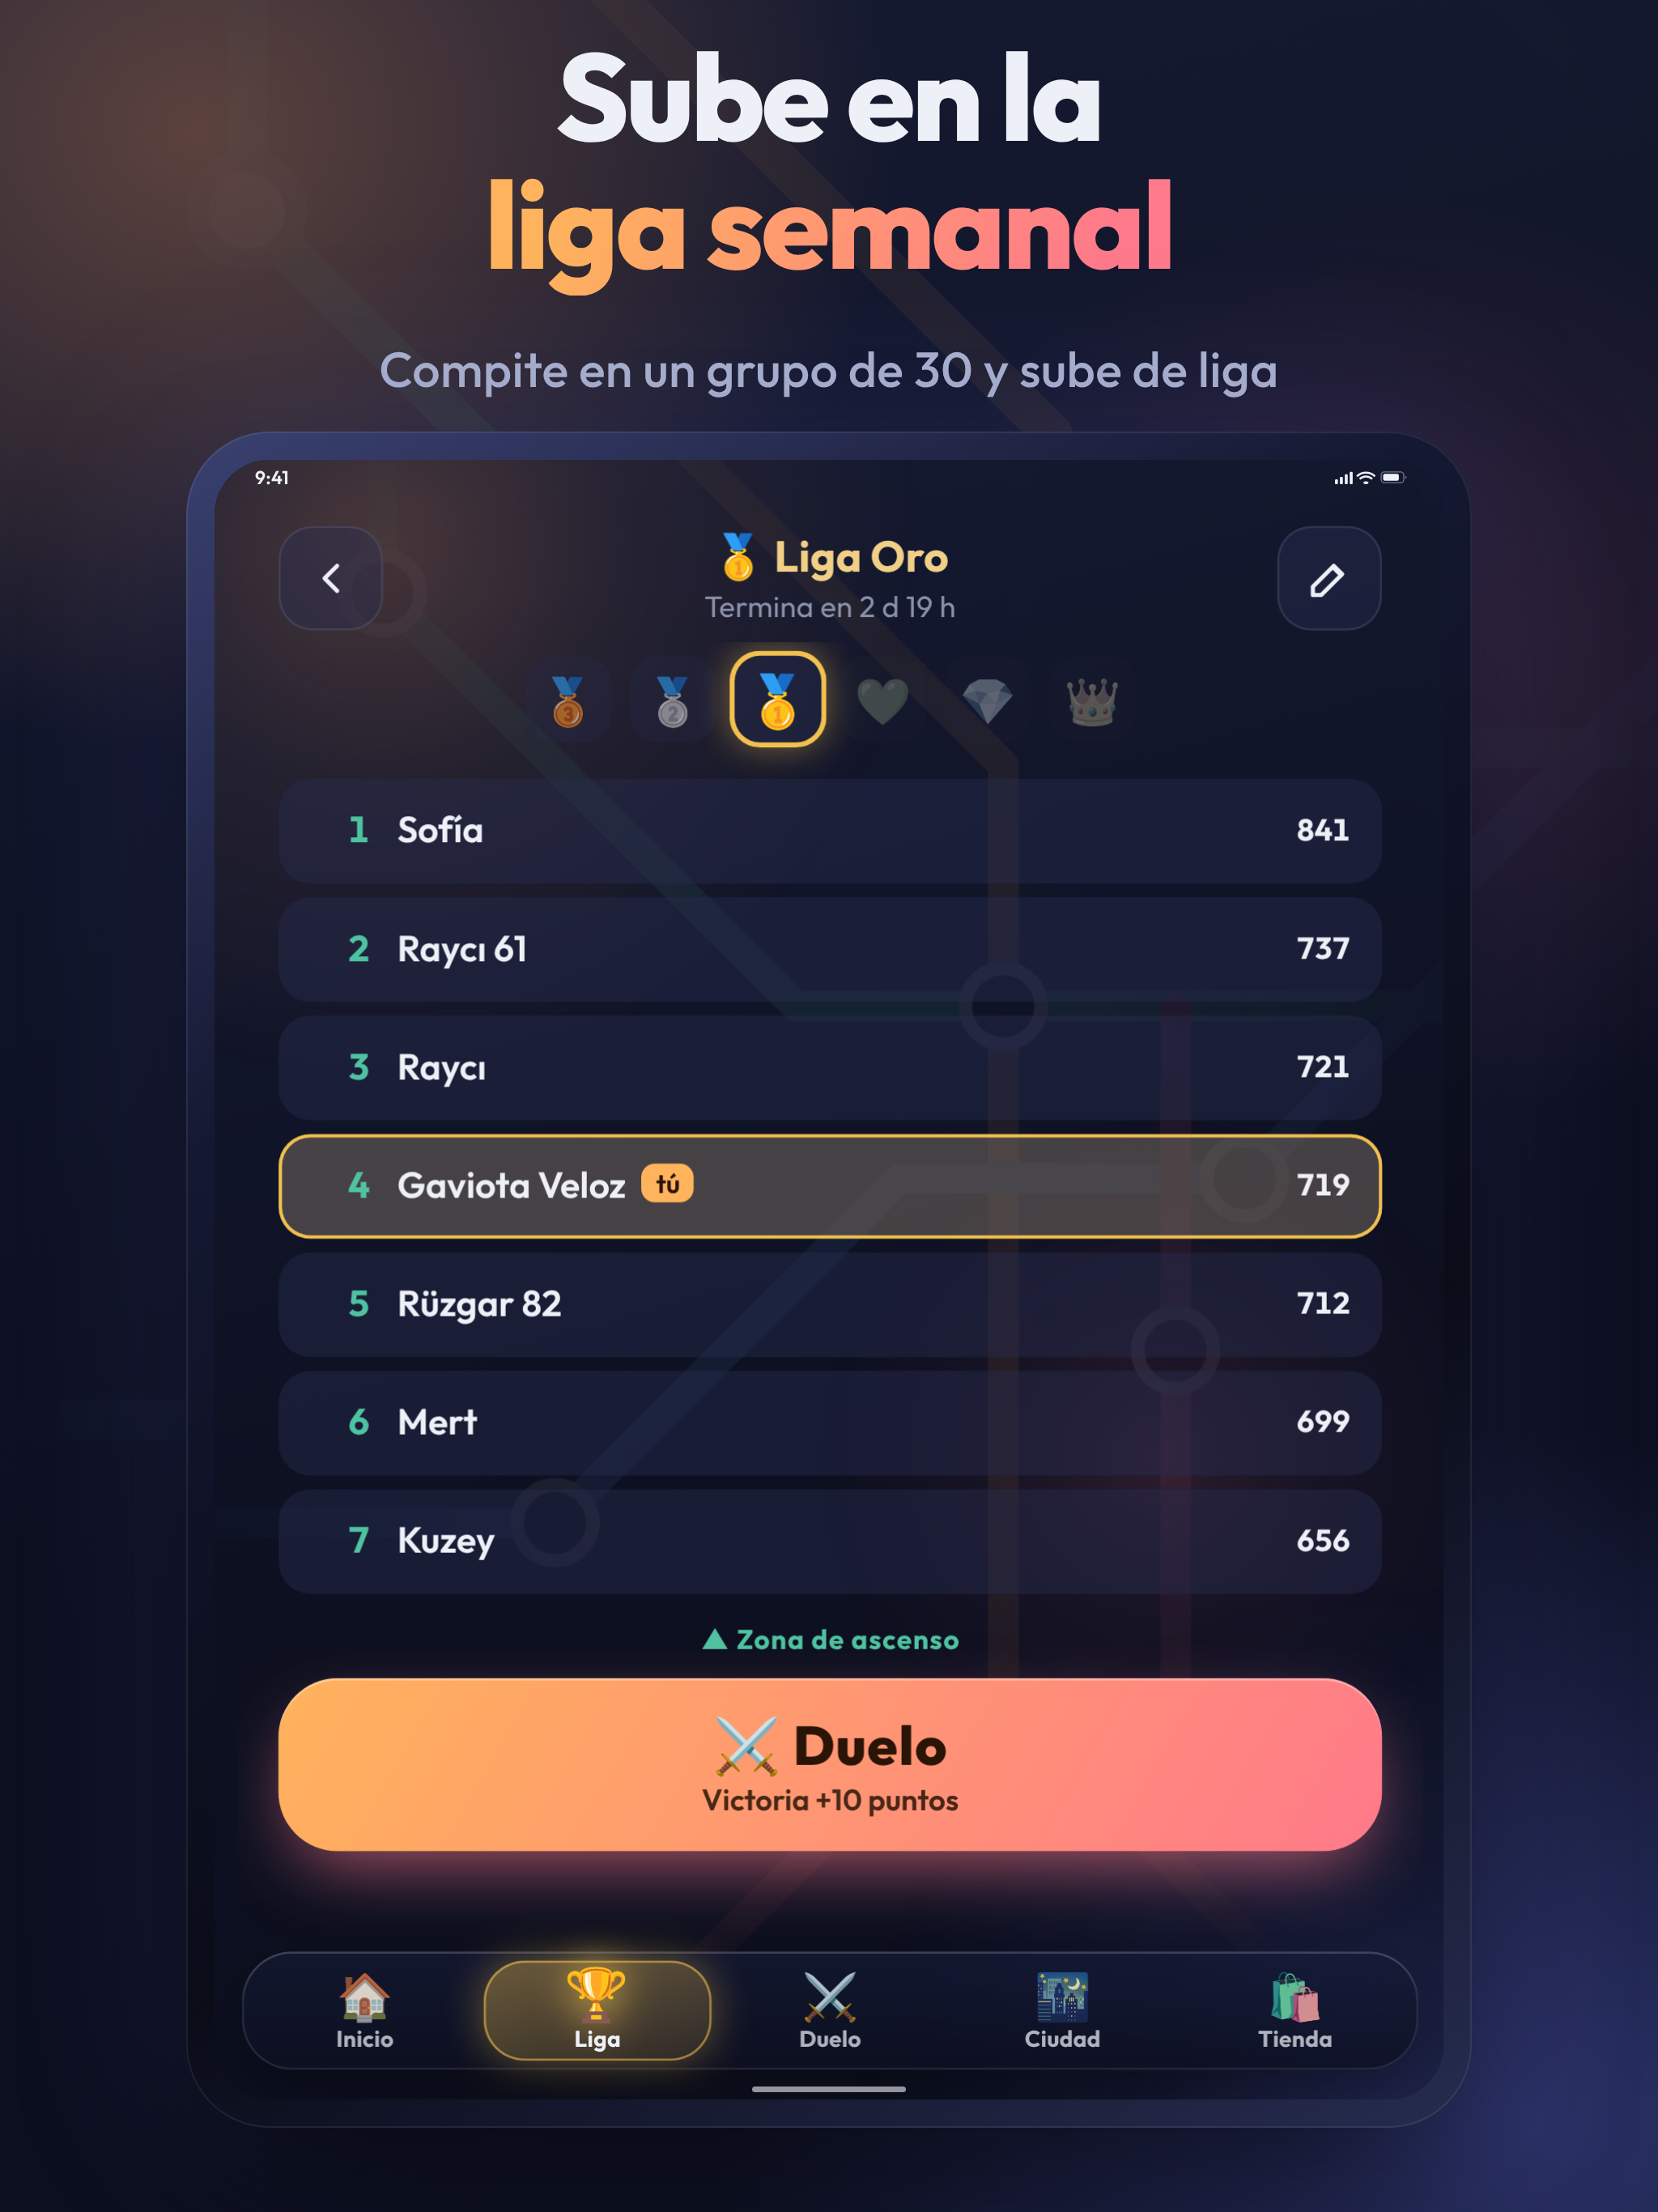 Sube en la
liga semanal
Compite en un grupo de 30 y sube de liga
9:41
🥇 Liga Oro
Termina en 2 d 19 h
1 Sofía 841
2 Raycı 61 737
3 Raycı 721
4 Gaviota Veloz tú 719
5 Rüzgar 82 712
6 Mert 699
7 Kuzey 656
▲ Zona de ascenso
⚔️ Duelo
Victoria +10 puntos
Inicio Liga Duelo Ciudad Tienda